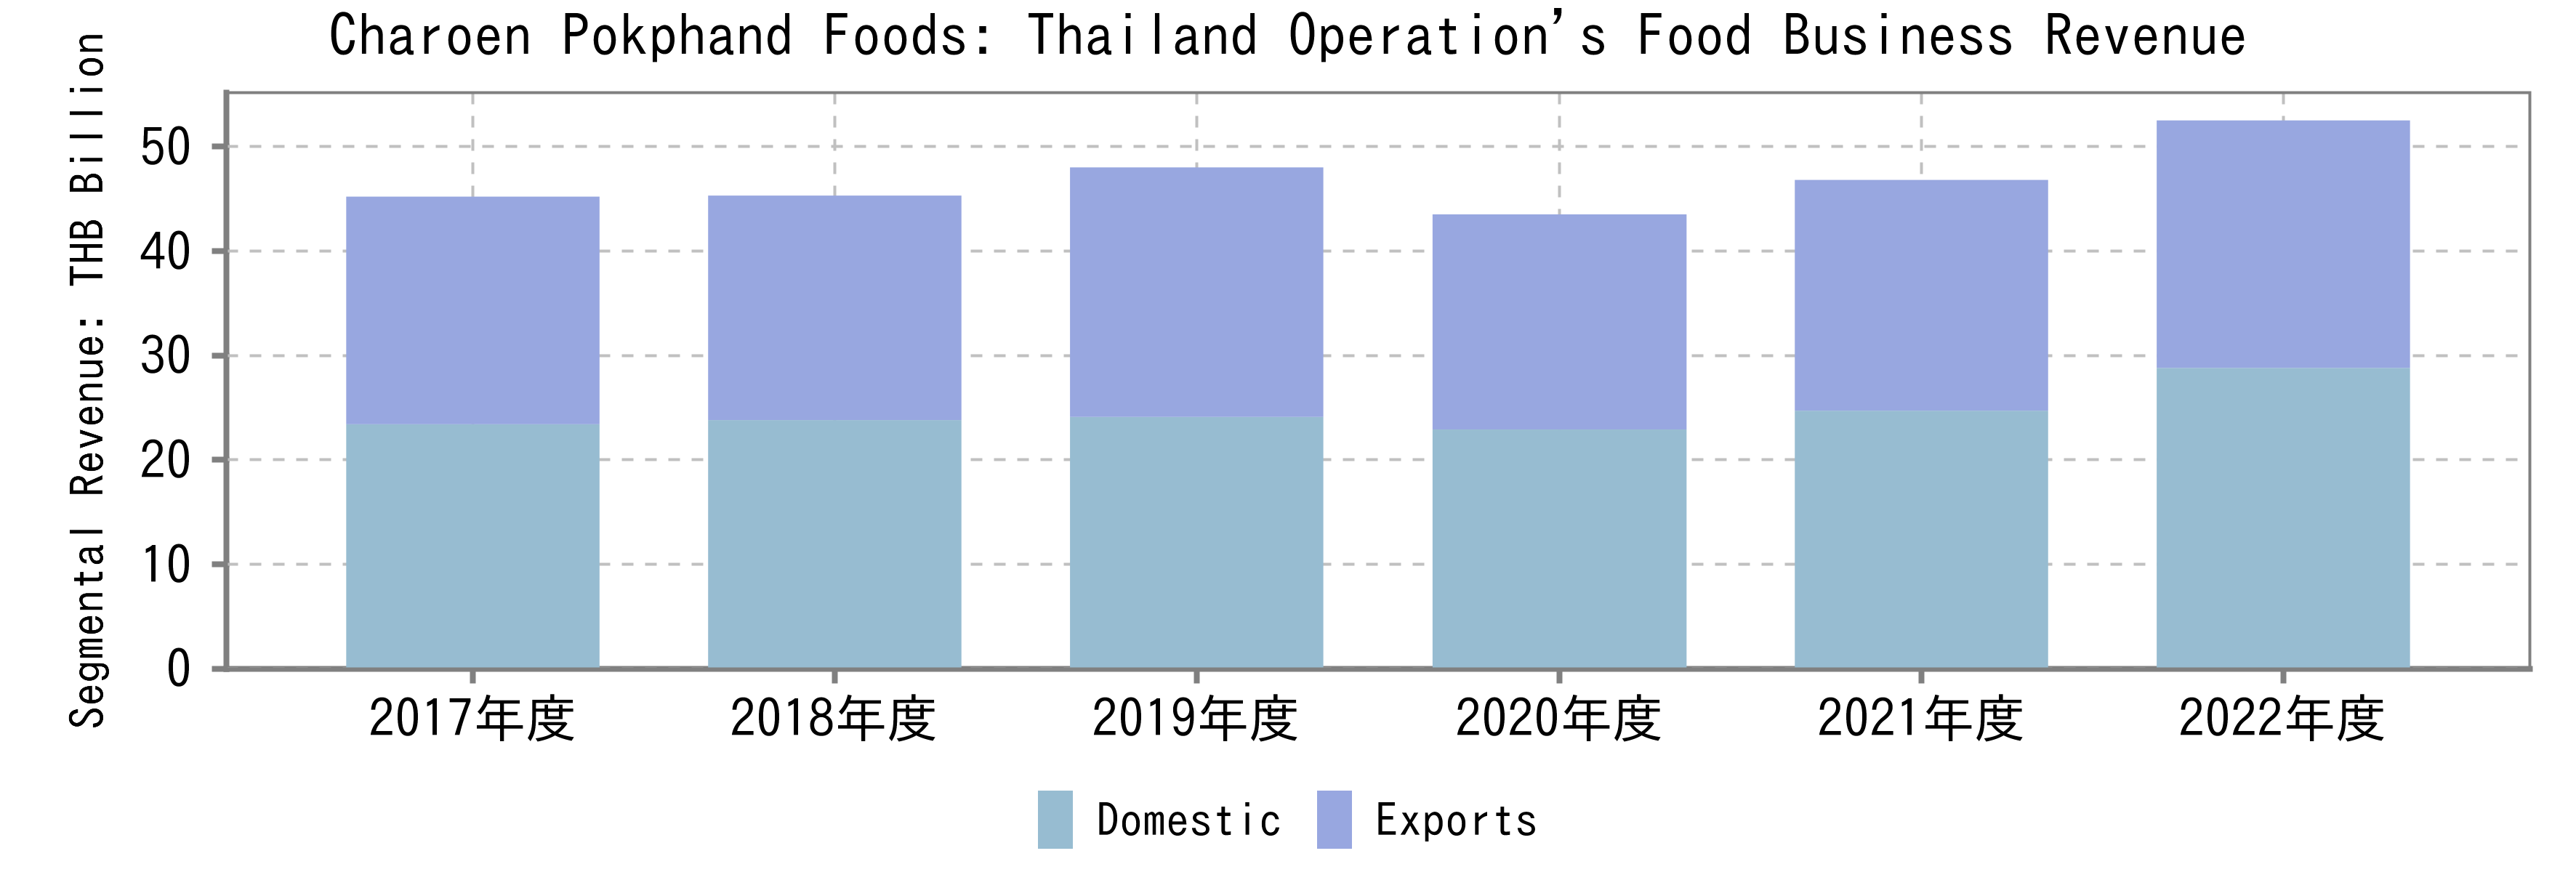 Charoen Pokphand Foods: Thailand Operation's Food Business Revenue
Segmental Revenue: THB Billion
50
40
30
20
10
0
2017年度 2018年度 2019年度 2020年度 2021年度 2022年度
Domestic Exports